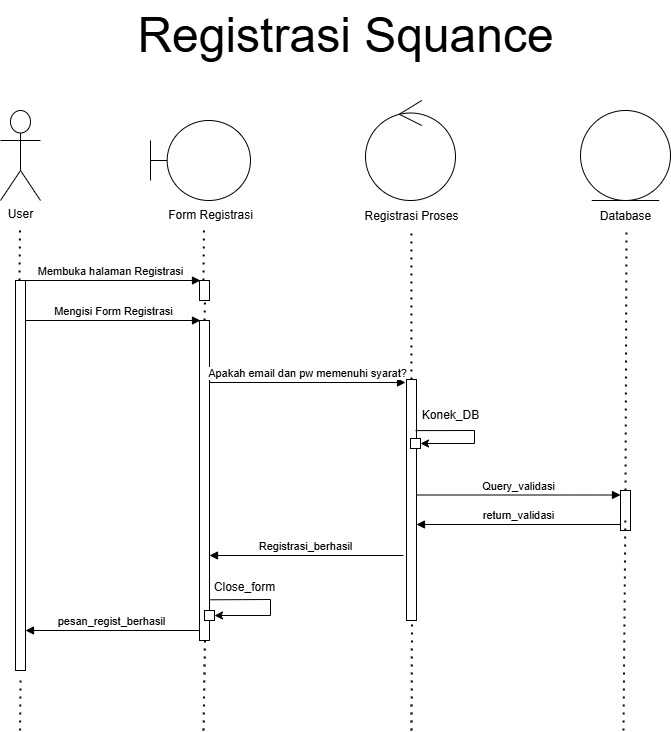 Registrasi Squance
User
Form Registrasi
Registrasi Proses
Database
Membuka halaman Registrasi
Mengisi Form Registrasi
Apakah email dan pw memenuhi syarat?
Konek_DB
Query_validasi
return_validasi
Registrasi_berhasil
Close_form
pesan_regist_berhasil